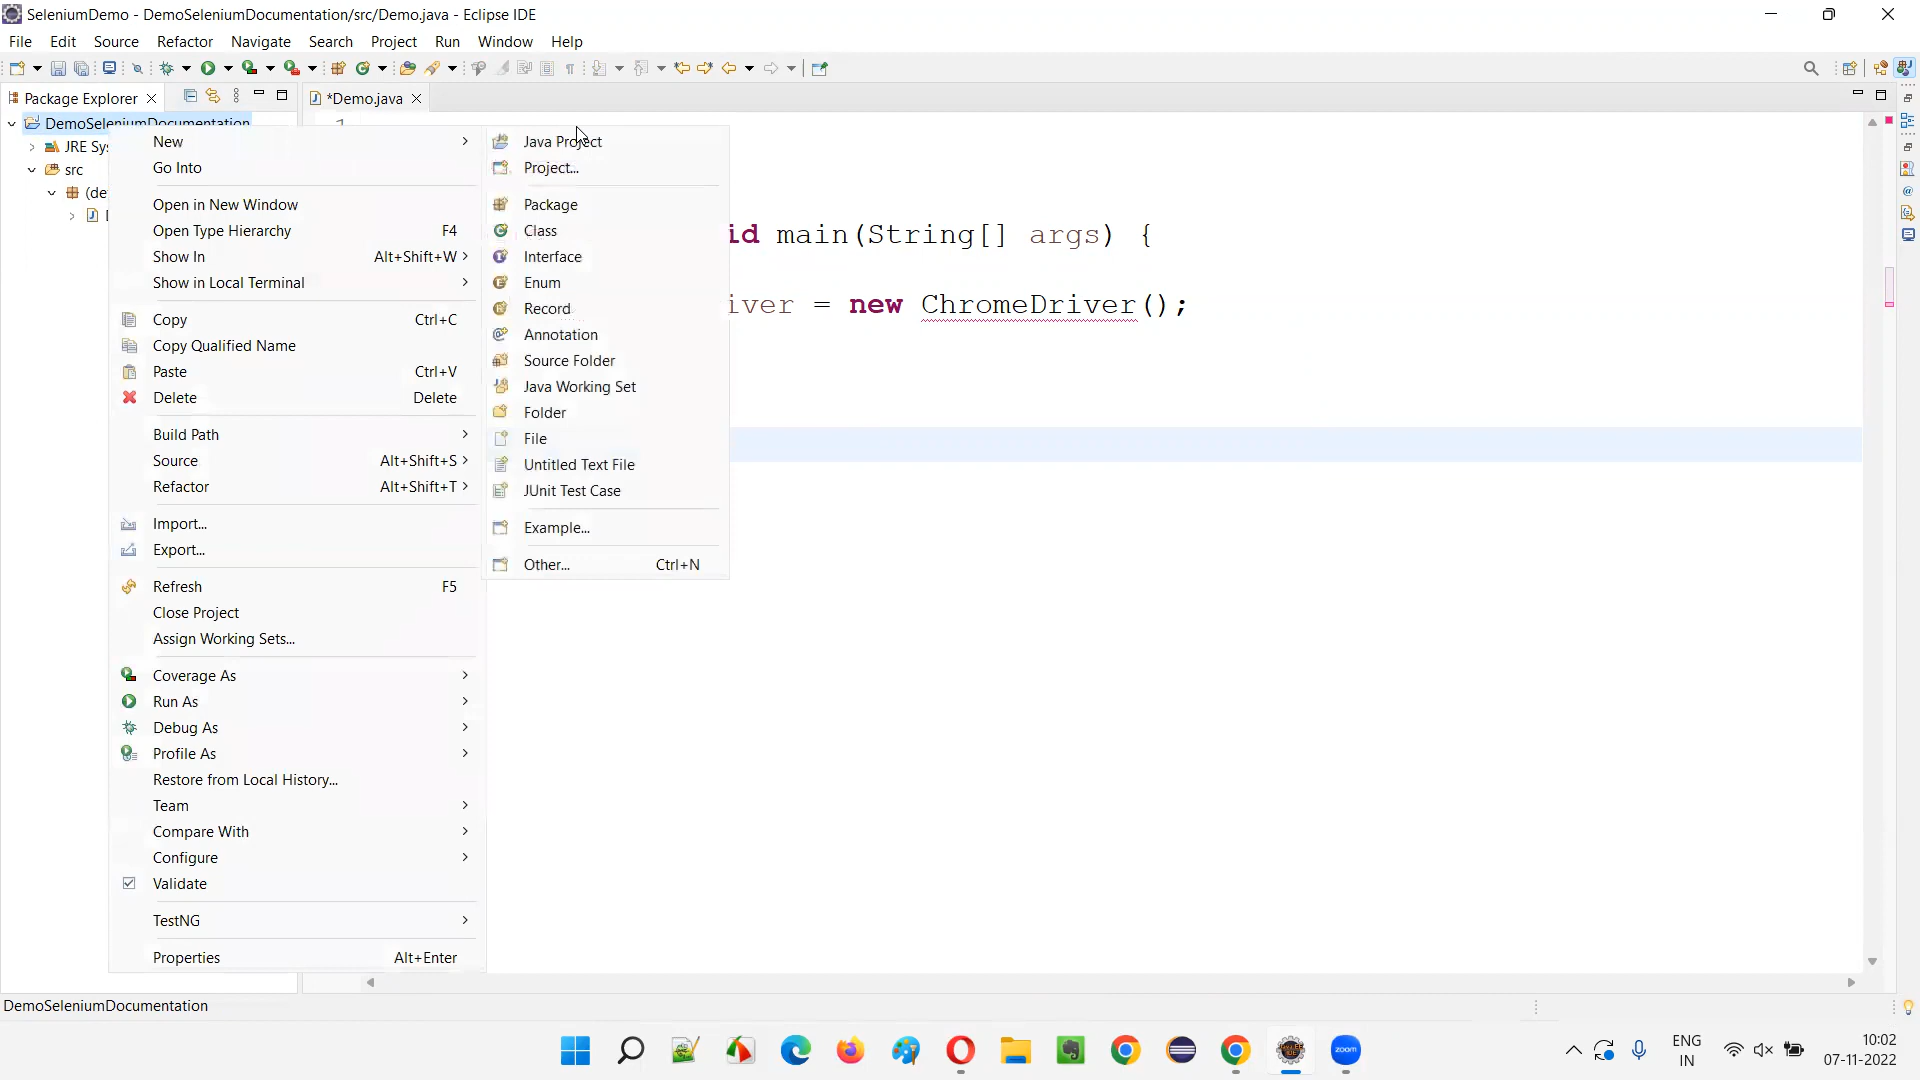 SeleniumDemo - DemoSeleniumDocumentation/src/Demo.java - Eclipse IDE
File Edit Source Refactor Navigate Search Project Run Window Help
Package Explorer
*Demo.java
DemoSeleniumDocumentation
1
JRE Sys
src
(de
New
Go Into
Open in New Window
Open Type Hierarchy F4
Show In Alt+Shift+W
Show in Local Terminal
Copy Ctrl+C
Copy Qualified Name
Paste Ctrl+V
Delete Delete
Build Path
Source Alt+Shift+S
Refactor Alt+Shift+T
Import...
Export...
Refresh F5
Close Project
Assign Working Sets...
Coverage As
Run As
Debug As
Profile As
Restore from Local History...
Team
Compare With
Configure
Validate
TestNG
Properties Alt+Enter
Java Project
Project...
Package
Class
Interface
Enum
Record
Annotation
Source Folder
Java Working Set
Folder
File
Untitled Text File
JUnit Test Case
Example...
Other... Ctrl+N
id main(String[] args) {
iver = new ChromeDriver();
DemoSeleniumDocumentation
zoom
ENG
IN
10:02
07-11-2022